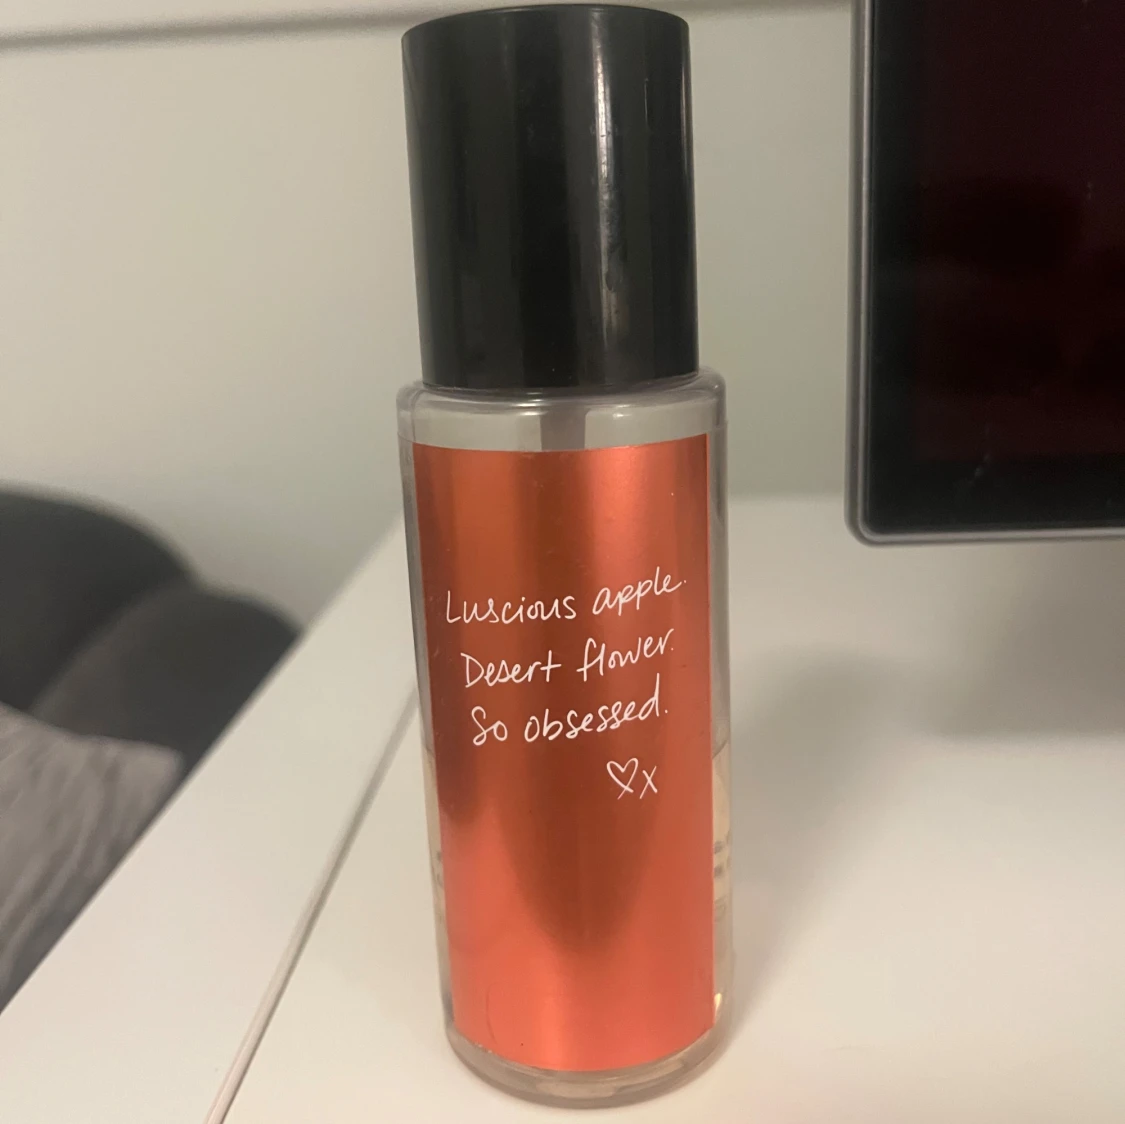 Luscious apple.
Desert flower.
So obsessed.
♡x